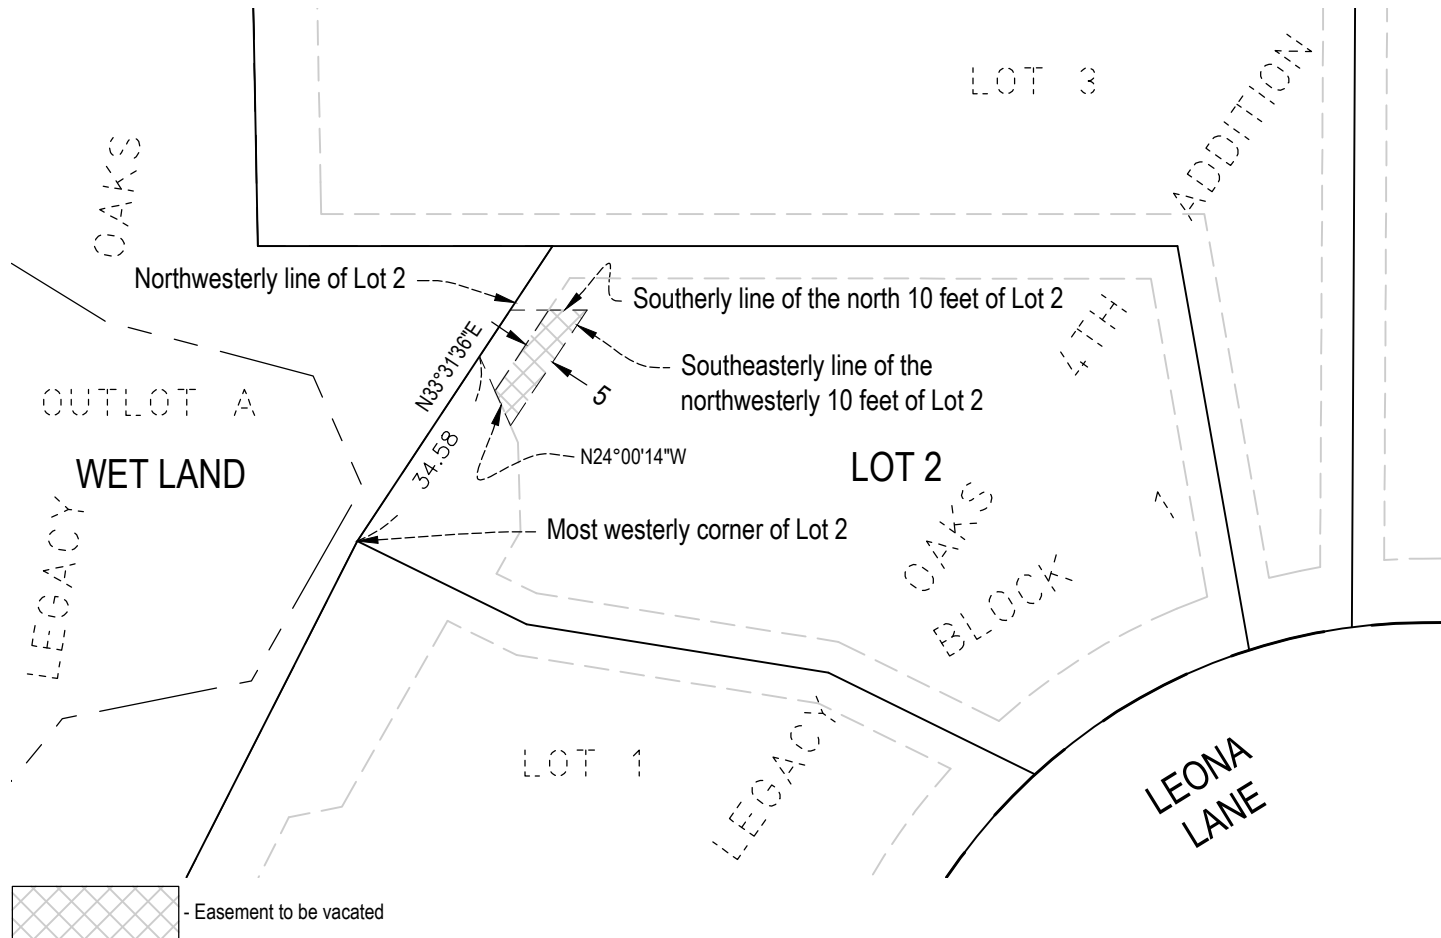 LOT 3
ADDITION
OAKS
Northwesterly line of Lot 2
Southerly line of the north 10 feet of Lot 2
4TH
N33°31'36"E
Southeasterly line of the
northwesterly 10 feet of Lot 2
5
OUTLOT A
34.58
N24°00'14"W
WET LAND
LOT 2
LEGACY
OAKS
1
Most westerly corner of Lot 2
BLOCK
LOT 1
LEGACY
LEONA
LANE
- Easement to be vacated